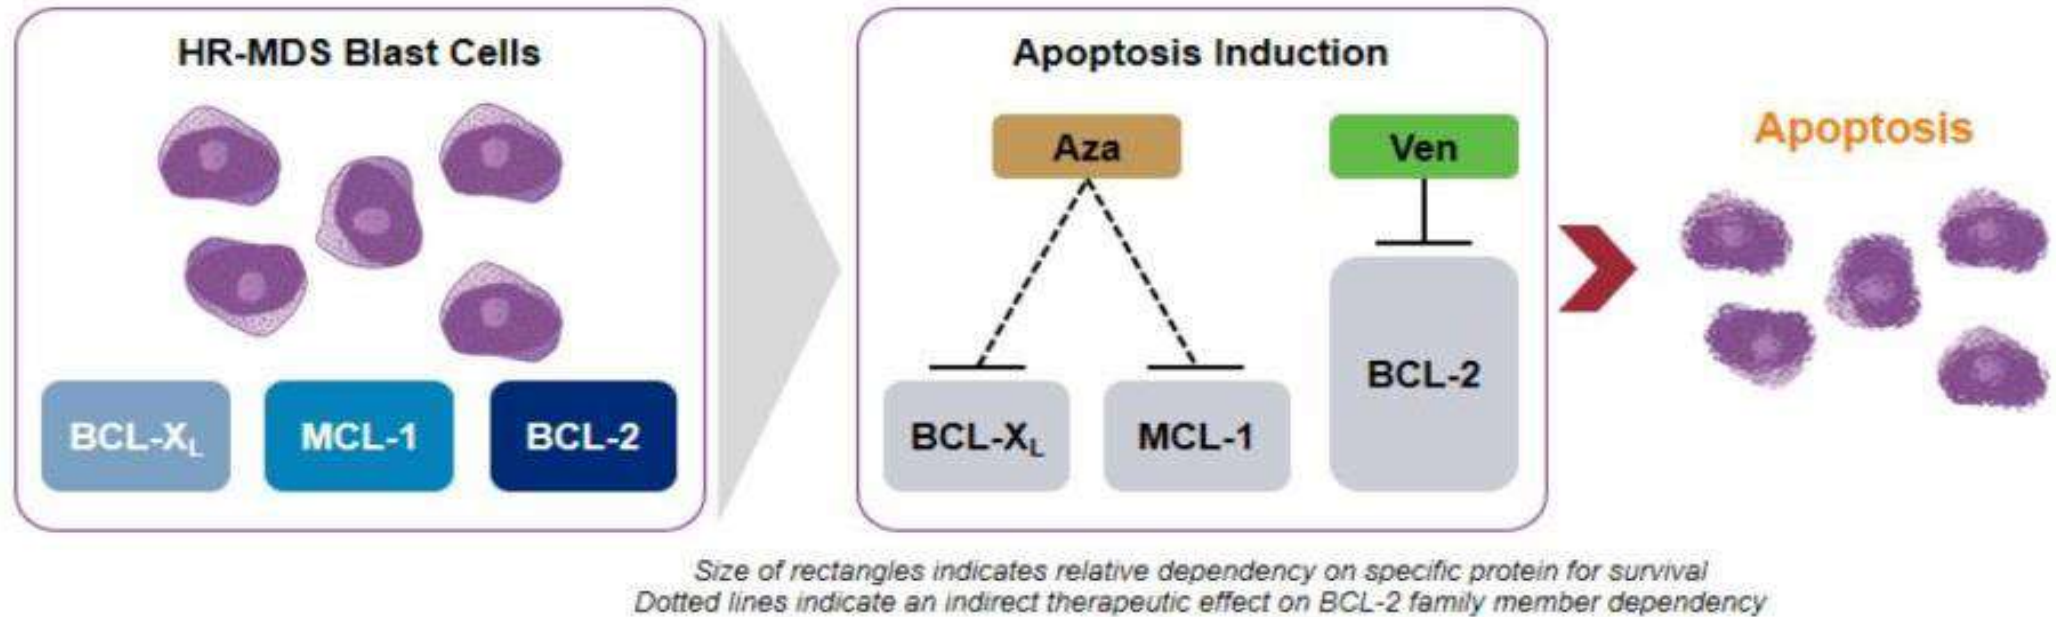 HR-MDS Blast Cells
BCL-X_L
MCL-1
BCL-2
Apoptosis Induction
Aza
Ven
BCL-X_L
MCL-1
BCL-2
Apoptosis
Size of rectangles indicates relative dependency on specific protein for survival
Dotted lines indicate an indirect therapeutic effect on BCL-2 family member dependency